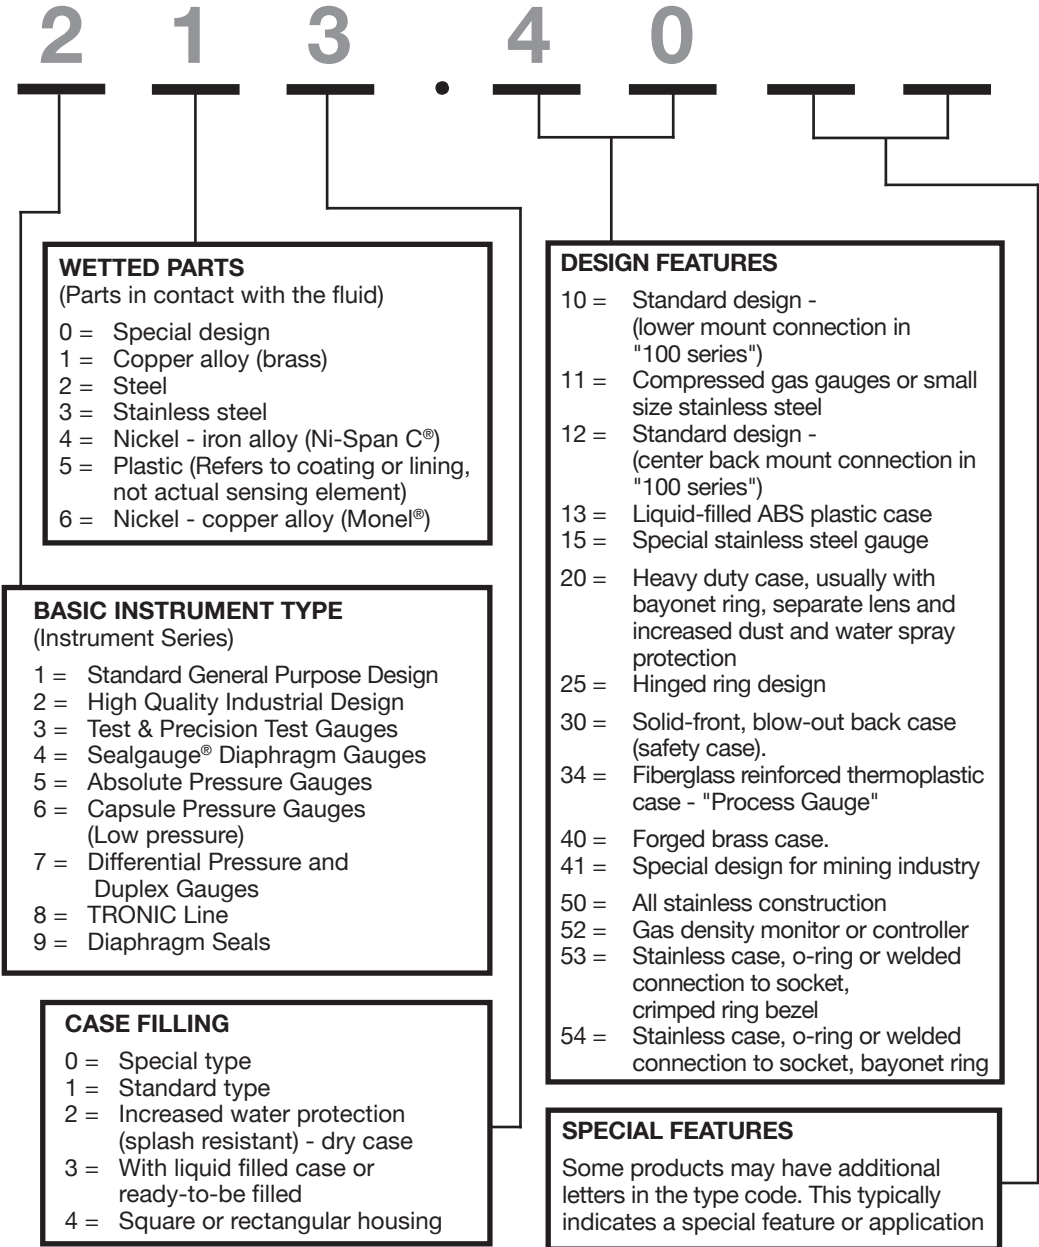 2 1 3 . 4 0
WETTED PARTS
(Parts in contact with the fluid)
0 = Special design
1 = Copper alloy (brass)
2 = Steel
3 = Stainless steel
4 = Nickel - iron alloy (Ni-Span C®)
5 = Plastic (Refers to coating or lining,
not actual sensing element)
6 = Nickel - copper alloy (Monel®)
BASIC INSTRUMENT TYPE
(Instrument Series)
1 = Standard General Purpose Design
2 = High Quality Industrial Design
3 = Test & Precision Test Gauges
4 = Sealgauge® Diaphragm Gauges
5 = Absolute Pressure Gauges
6 = Capsule Pressure Gauges
(Low pressure)
7 = Differential Pressure and
Duplex Gauges
8 = TRONIC Line
9 = Diaphragm Seals
CASE FILLING
0 = Special type
1 = Standard type
2 = Increased water protection
(splash resistant) - dry case
3 = With liquid filled case or
ready-to-be filled
4 = Square or rectangular housing
DESIGN FEATURES
10 = Standard design -
(lower mount connection in
"100 series")
11 = Compressed gas gauges or small
size stainless steel
12 = Standard design -
(center back mount connection in
"100 series")
13 = Liquid-filled ABS plastic case
15 = Special stainless steel gauge
20 = Heavy duty case, usually with
bayonet ring, separate lens and
increased dust and water spray
protection
25 = Hinged ring design
30 = Solid-front, blow-out back case
(safety case).
34 = Fiberglass reinforced thermoplastic
case - "Process Gauge"
40 = Forged brass case.
41 = Special design for mining industry
50 = All stainless construction
52 = Gas density monitor or controller
53 = Stainless case, o-ring or welded
connection to socket,
crimped ring bezel
54 = Stainless case, o-ring or welded
connection to socket, bayonet ring
SPECIAL FEATURES
Some products may have additional
letters in the type code. This typically
indicates a special feature or application